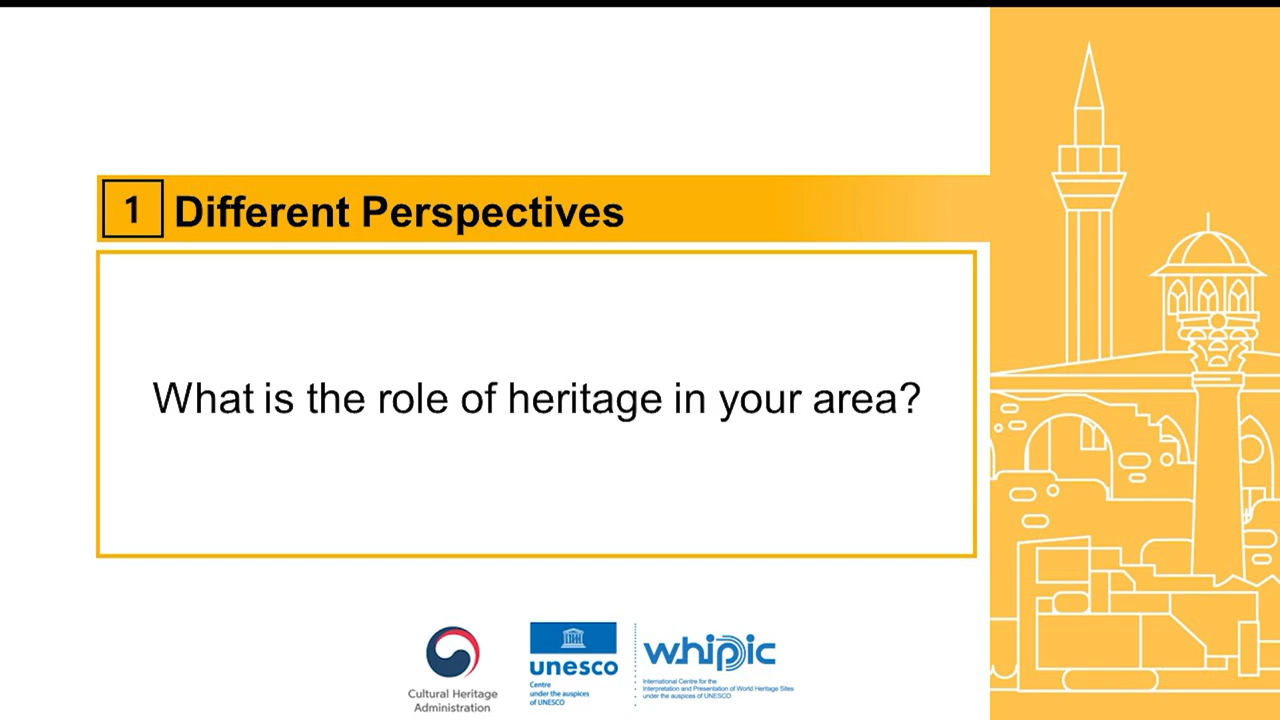 1 Different Perspectives
What is the role of heritage in your area?
Cultural Heritage
Administration
unesco
Centre
under the auspices
of UNESCO
whipic
International Centre for the
Interpretation and Presentation of World Heritage Sites
under the auspices of UNESCO